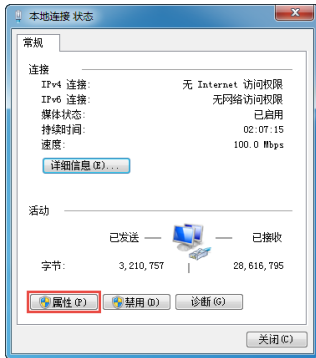 本地连接 状态
常规
连接
IPv4 连接: 无 Internet 访问权限
IPv6 连接: 无网络访问权限
媒体状态: 已启用
持续时间: 02:07:15
速度: 100.0 Mbps
详细信息(E)...
活动
已发送 — — 已接收
字节: 3,210,757 | 28,616,795
属性(P) 禁用(D) 诊断(G)
关闭(C)